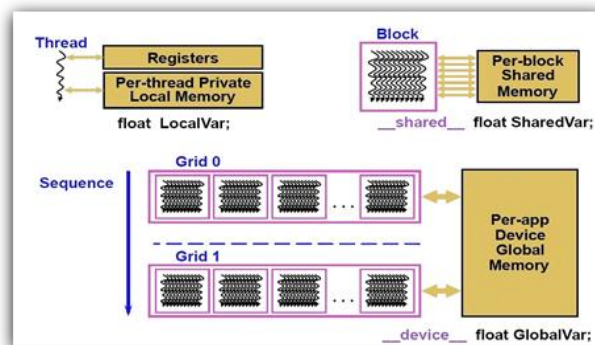 Thread
Registers
Per-thread Private
Local Memory
float LocalVar;
Block
Per-block
Shared
Memory
__shared__ float SharedVar;
Sequence
Grid 0
. . .
Grid 1
. . .
Per-app
Device
Global
Memory
__device__ float GlobalVar;